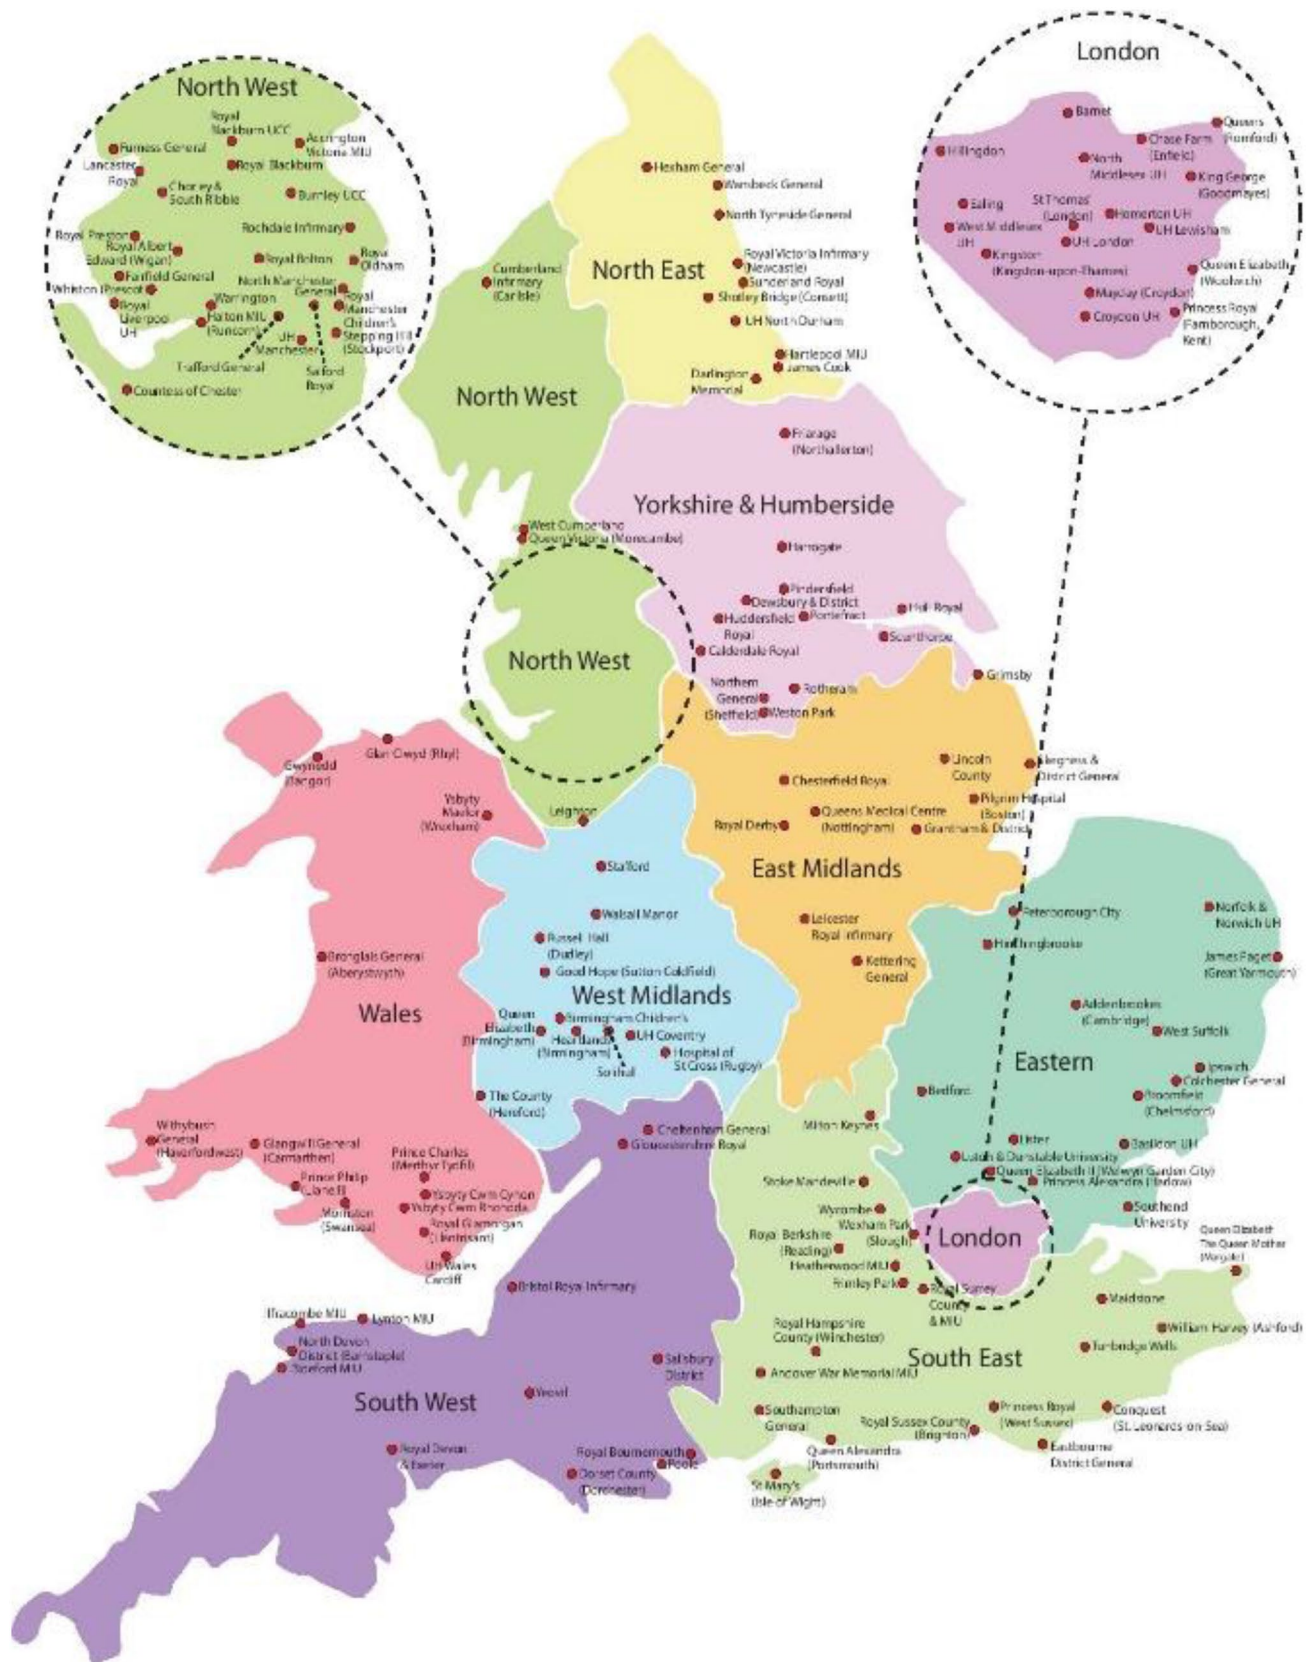 North West
Royal
Blackburn UCC
Furness General
Accrington
Victoria MIU
Lancaster
Royal
Royal Blackburn
Chorley &
South Ribble
Burnley UCC
Rochdale Infirmary
Royal Preston
Royal Albert
Edward (Wigan)
Royal Bolton
Royal
Oldham
Fairfield General
North Manchester
General
Whiston (Prescot)
Royal
Liverpool
UH
Warrington
Halton MIU
(Runcorn)
Royal
Manchester
Children's
Stepping Hill
(Stockport)
UH
Manchester
Trafford General
Salford
Royal
Countess of Chester
London
Barnet
Queens
(Romford)
Chase Farm
(Enfield)
Hillingdon
North
Middlesex UH
King George
(Goodmayes)
Ealing
St Thomas'
(London)
Homerton UH
West Middlesex
UH
UH Lewisham
UH London
Kingston
(Kingston-upon-Thames)
Queen Elizabeth
(Woolwich)
Mayday (Croydon)
Croydon UH
Princess Royal
(Farnborough,
Kent)
Hexham General
Wansbeck General
North Tyneside General
North East
Royal Victoria Infirmary
(Newcastle)
Sunderland Royal
Shotley Bridge (Consett)
UH North Durham
Hartlepool MIU
James Cook
Darlington
Memorial
Cumberland
Infirmary
(Carlisle)
North West
West Cumberland
Queen Victoria (Morecambe)
North West
Leighton
Friarage
(Northallerton)
Yorkshire & Humberside
Harrogate
Pindersfield
Dewsbury & District
Huddersfield
Royal
Pontefract
Hull Royal
Scunthorpe
Calderdale Royal
Grimsby
Northern
General
(Sheffield)
Rotheram
Weston Park
Lincoln
County
Skegness &
District General
Chesterfield Royal
Pilgrim Hospital
(Boston)
Queens Medical Centre
(Nottingham)
Royal Derby
Grantham & District
East Midlands
Leicester
Royal Infirmary
Kettering
General
Glan Clwyd (Rhyl)
Gwynedd
(Bangor)
Ysbyty
Maelor
(Wrexham)
Bronglais General
(Aberystwyth)
Wales
Withybush
General
(Haverfordwest)
Glangwili General
(Carmarthen)
Prince Charles
(Merthyr Tydfil)
Prince Philip
(Llanelli)
Morriston
(Swansea)
Ysbyty Cwm Cynon
Ysbyty Cwm Rhondda
Royal Glamorgan
(Llantrisant)
UH Wales
Cardiff
Stafford
Walsall Manor
Russell Hall
(Dudley)
Good Hope (Sutton Coldfield)
West Midlands
Queen
Elizabeth
(Birmingham)
Birmingham Children's
Heartlands
(Birmingham)
UH Coventry
Hospital of
St Cross (Rugby)
Solihull
The County
(Hereford)
Peterborough City
Norfolk &
Norwich UH
Hinchingbrooke
James Paget
(Great Yarmouth)
Addenbrookes
(Cambridge)
West Suffolk
Eastern
Ipswich
Colchester General
Bedford
Broomfield
(Chelmsford)
Lister
Basildon UH
Lutoh & Dunstable University
Queen Elizabeth II (Welwyn Garden City)
Princess Alexandra (Harlow)
Southend
University
London
Milton Keynes
Stoke Mandeville
Wycombe
Wexham Park
(Slough)
Royal Berkshire
(Reading)
Heatherwood MIU
Frimley Park
Royal Surrey
County
& MIU
Queen Elizabeth
The Queen Mother
(Margate)
Maidstone
William Harvey (Ashford)
Tunbridge Wells
Royal Hampshire
County (Winchester)
South East
Andover War Memorial MIU
Southampton
General
Royal Sussex County
(Brighton)
Princess Royal
(West Sussex)
Conquest
(St. Leonards-on-Sea)
Queen Alexandra
(Portsmouth)
Eastbourne
District General
St Mary's
(Isle of Wight)
Cheltenham General
Gloucestershire Royal
Bristol Royal Infirmary
Ilfracombe MIU
Lynton MIU
North Devon
District (Barnstaple)
Bideford MIU
Salisbury
District
South West
Yeovil
Royal Devon
& Exeter
Royal Bournemouth
Poole
Dorset County
(Dorchester)